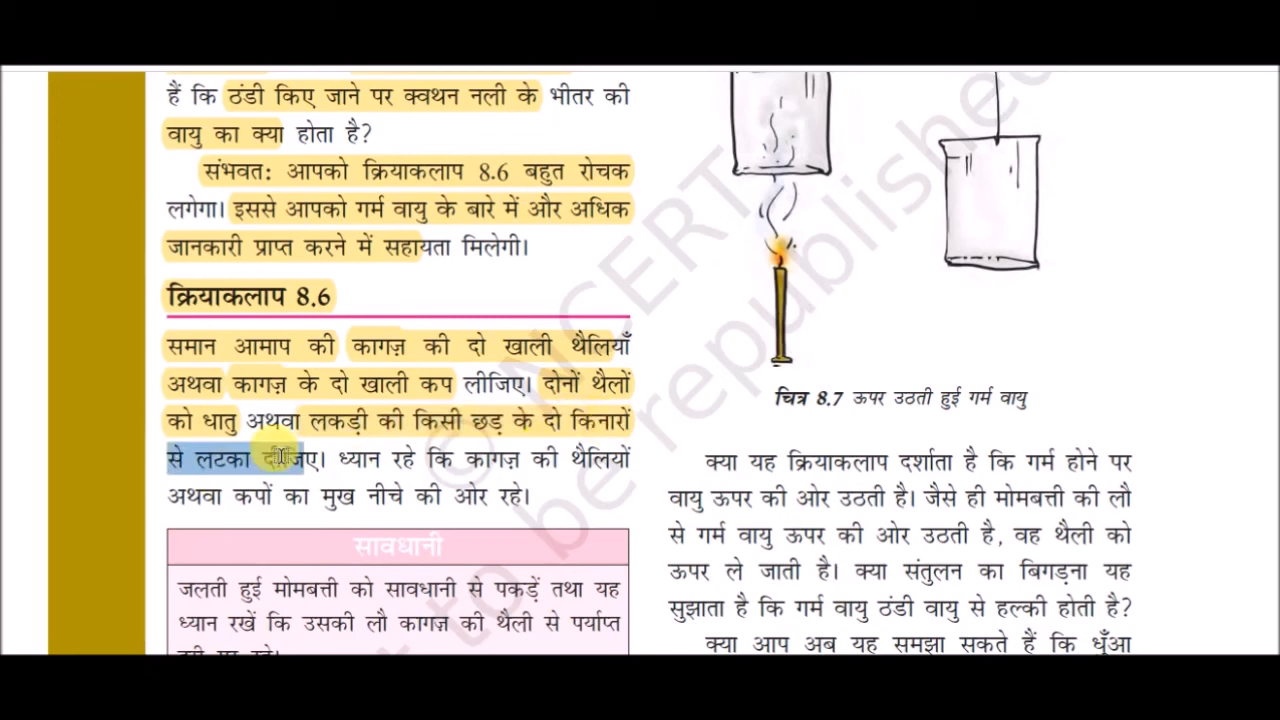 हैं कि ठंडी किए जाने पर क्वथन नली के भीतर की
वायु का क्या होता है?
संभवत: आपको क्रियाकलाप 8.6 बहुत रोचक
लगेगा। इससे आपको गर्म वायु के बारे में और अधिक
जानकारी प्राप्त करने में सहायता मिलेगी।
क्रियाकलाप 8.6
समान आमाप की कागज़ की दो खाली थैलियाँ
अथवा कागज़ के दो खाली कप लीजिए। दोनों थैलों
को धातु अथवा लकड़ी की किसी छड़ के दो किनारों
से लटका दीजिए। ध्यान रहे कि कागज़ की थैलियों
अथवा कपों का मुख नीचे की ओर रहे।
सावधानी
जलती हुई मोमबत्ती को सावधानी से पकड़ें तथा यह
ध्यान रखें कि उसकी लौ कागज़ की थैली से पर्याप्त
चित्र 8.7 ऊपर उठती हुई गर्म वायु
क्या यह क्रियाकलाप दर्शाता है कि गर्म होने पर
वायु ऊपर की ओर उठती है। जैसे ही मोमबत्ती की लौ
से गर्म वायु ऊपर की ओर उठती है, वह थैली को
ऊपर ले जाती है। क्या संतुलन का बिगड़ना यह
सुझाता है कि गर्म वायु ठंडी वायु से हल्की होती है?
क्या आप अब यह समझा सकते हैं कि धूँआ
© NCERT
to be republished